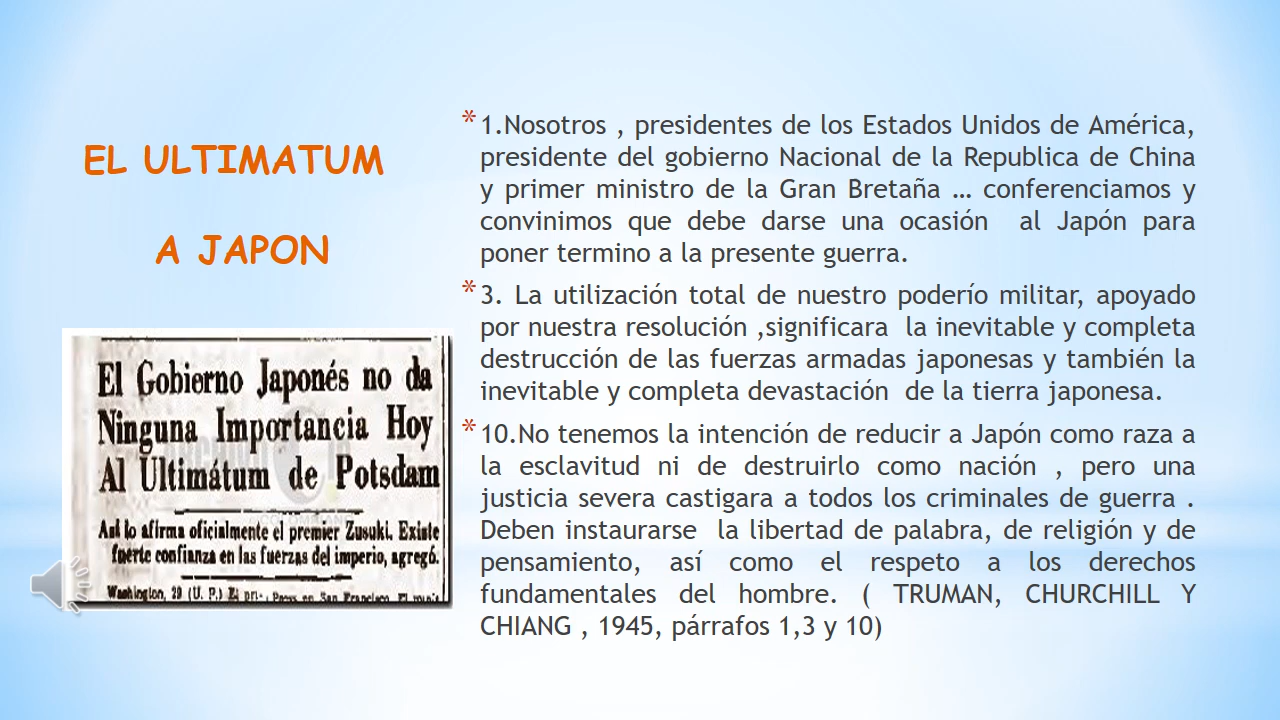 EL ULTIMATUM
A JAPON
El Gobierno Japonés no da
Ninguna Importancia Hoy
Al Ultimátum de Potsdam
Así lo afirma oficialmente el premier Zusuki. Existe
fuerte confianza en las fuerzas del imperio, agregó.
Washington, 29 (U. P.) El
* 1.Nosotros , presidentes de los Estados Unidos de América,
presidente del gobierno Nacional de la Republica de China
y primer ministro de la Gran Bretaña … conferenciamos y
convinimos que debe darse una ocasión al Japón para
poner termino a la presente guerra.
* 3. La utilización total de nuestro poderío militar, apoyado
por nuestra resolución ,significara la inevitable y completa
destrucción de las fuerzas armadas japonesas y también la
inevitable y completa devastación de la tierra japonesa.
* 10.No tenemos la intención de reducir a Japón como raza a
la esclavitud ni de destruirlo como nación , pero una
justicia severa castigara a todos los criminales de guerra .
Deben instaurarse la libertad de palabra, de religión y de
pensamiento, así como el respeto a los derechos
fundamentales del hombre. ( TRUMAN, CHURCHILL Y
CHIANG , 1945, párrafos 1,3 y 10)